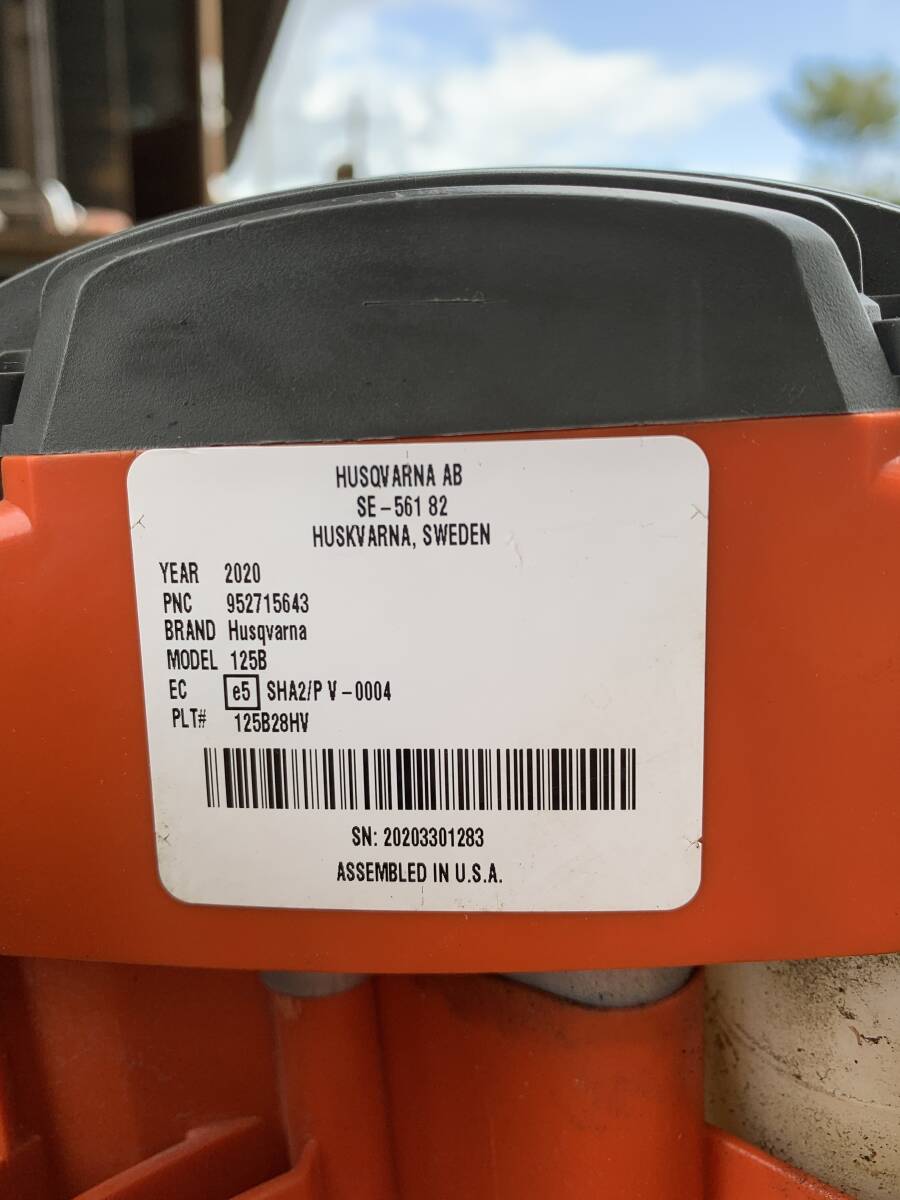 HUSQVARNA AB
SE-561 82
HUSKVARNA, SWEDEN
YEAR 2020
PNC 952715643
BRAND Husqvarna
MODEL 125B
EC e5 SHA2/P V-0004
PLT# 125B28HV
SN: 20203301283
ASSEMBLED IN U.S.A.